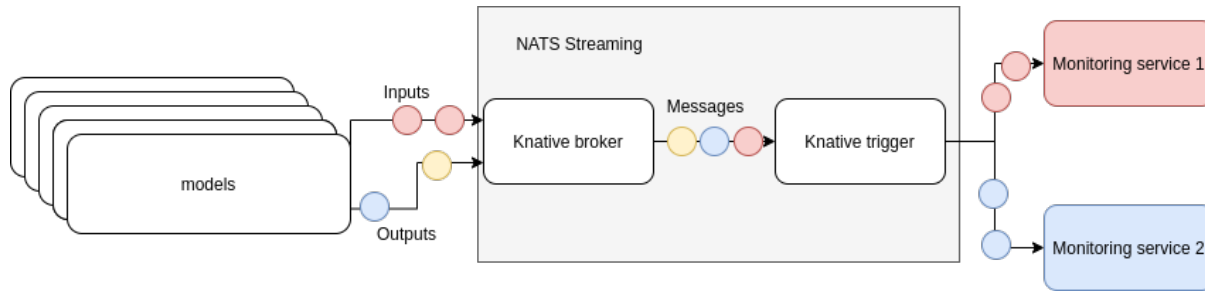 NATS Streaming
Inputs
Messages
Monitoring service 1
Knative broker
Knative trigger
models
Outputs
Monitoring service 2